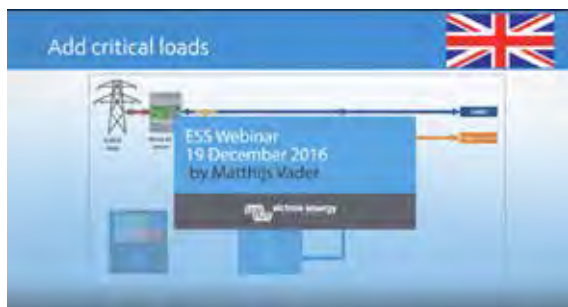 Add critical loads
ESS Webinar
19 December 2016
by Matthijs Vader
victron energy